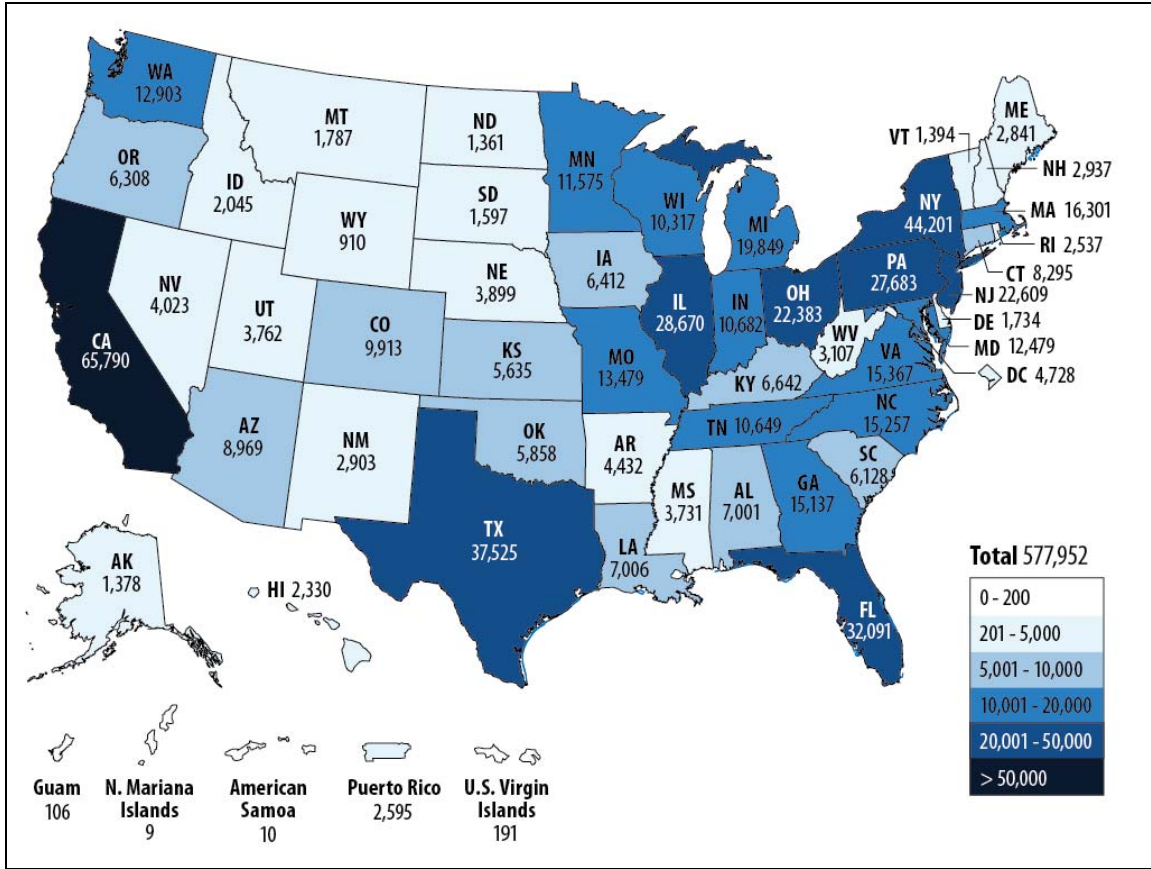 WA
12,903
MT
1,787
ND
1,361
ME
2,841
VT 1,394
OR
6,308
ID
2,045
MN
11,575
NH 2,937
SD
1,597
WI
10,317
NY
44,201
MA 16,301
WY
910
MI
19,849
RI 2,537
CT 8,295
NV
4,023
NE
3,899
IA
6,412
PA
27,683
NJ 22,609
UT
3,762
IL
28,670
IN
10,682
OH
22,383
DE 1,734
CA
65,790
CO
9,913
KS
5,635
MO
13,479
WV
3,107
VA
15,367
MD 12,479
DC 4,728
KY 6,642
AZ
8,969
NM
2,903
OK
5,858
AR
4,432
TN 10,649
NC
15,257
SC
6,128
MS
3,731
AL
7,001
GA
15,137
TX
37,525
LA
7,006
AK
1,378
HI 2,330
FL
32,091
Total 577,952
0 - 200
201 - 5,000
5,001 - 10,000
10,001 - 20,000
20,001 - 50,000
> 50,000
Guam
106
N. Mariana
Islands
9
American
Samoa
10
Puerto Rico
2,595
U.S. Virgin
Islands
191